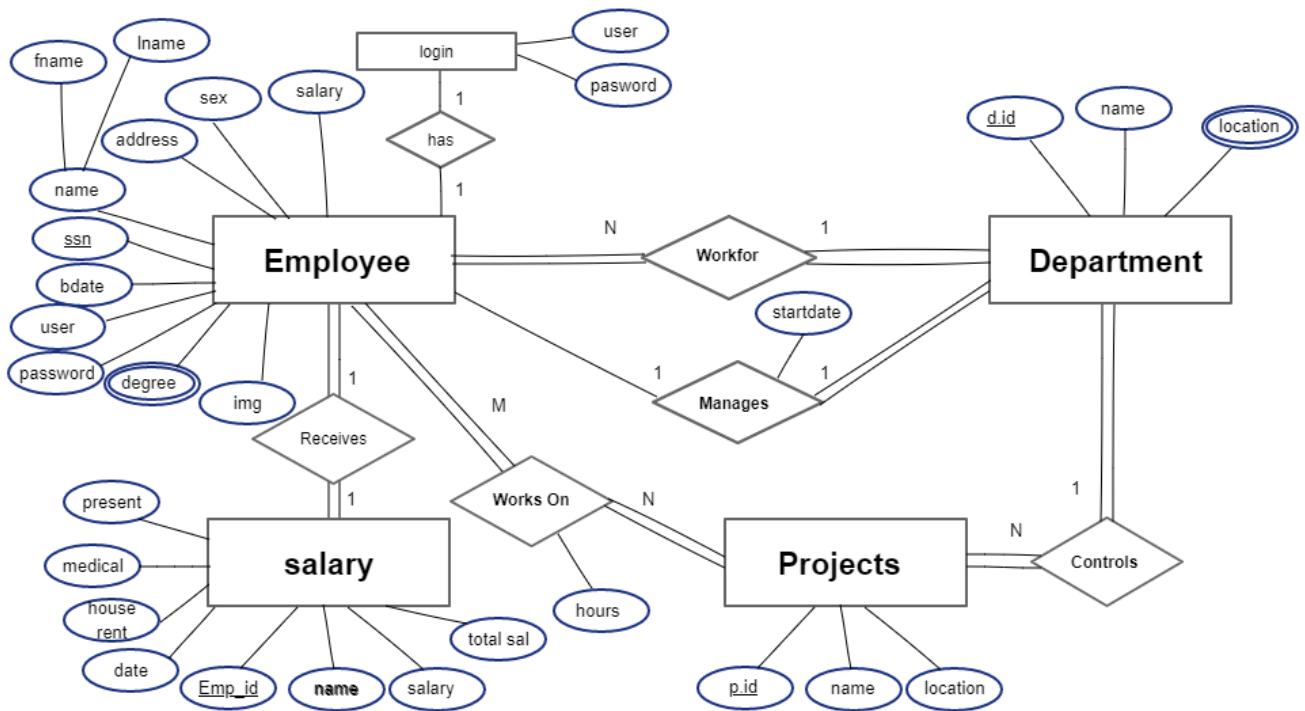 lname
user
fname
login
sex
salary
pasword
1
d.id
name
location
address
has
name
1
ssn
N
1
Employee
Workfor
Department
bdate
user
startdate
password
degree
img
1
1
1
Manages
M
Receives
1
1
N
Works On
N
present
salary
Projects
Controls
medical
house
rent
hours
total sal
date
Emp_id
name
salary
p.id
name
location